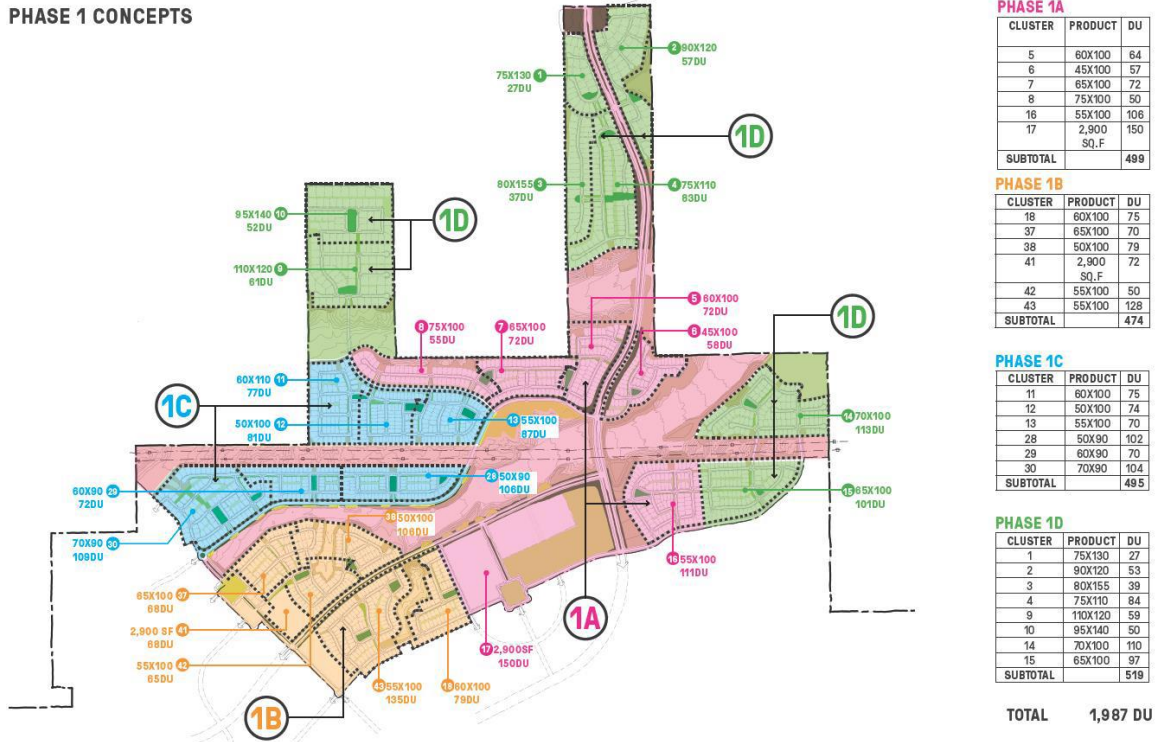 PHASE 1 CONCEPTS
2 90X120
57DU
75X130 1
27DU
1D
80X155 3
37DU
4 75X110
83DU
95X140 10
52DU
1D
110X120 9
61DU
5 60X100
72DU
6 45X100
58DU
1D
8 75X100
55DU
7 65X100
72DU
60X110 11
77DU
1C
50X100 12
81DU
13 55X100
87DU
14 70X100
113DU
60X90 29
72DU
28 50X90
106DU
15 65X100
101DU
70X90 30
109DU
38 50X100
106DU
16 55X100
111DU
65X100 37
68DU
2,900 SF 41
68DU
55X100 42
65DU
1A
17 2,900SF
150DU
43 55X100
135DU
18 60X100
79DU
1B
PHASE 1A
CLUSTER PRODUCT DU
5 60X100 64
6 45X100 57
7 65X100 72
8 75X100 50
16 55X100 106
17 2,900 150
SQ.F
SUBTOTAL 499
PHASE 1B
CLUSTER PRODUCT DU
18 60X100 75
37 65X100 70
38 50X100 79
41 2,900 72
SQ.F
42 55X100 50
43 55X100 128
SUBTOTAL 474
PHASE 1C
CLUSTER PRODUCT DU
11 60X100 75
12 50X100 74
13 55X100 70
28 50X90 102
29 60X90 70
30 70X90 104
SUBTOTAL 495
PHASE 1D
CLUSTER PRODUCT DU
1 75X130 27
2 90X120 53
3 80X155 39
4 75X110 84
9 110X120 59
10 95X140 50
14 70X100 110
15 65X100 97
SUBTOTAL 519
TOTAL 1,987 DU